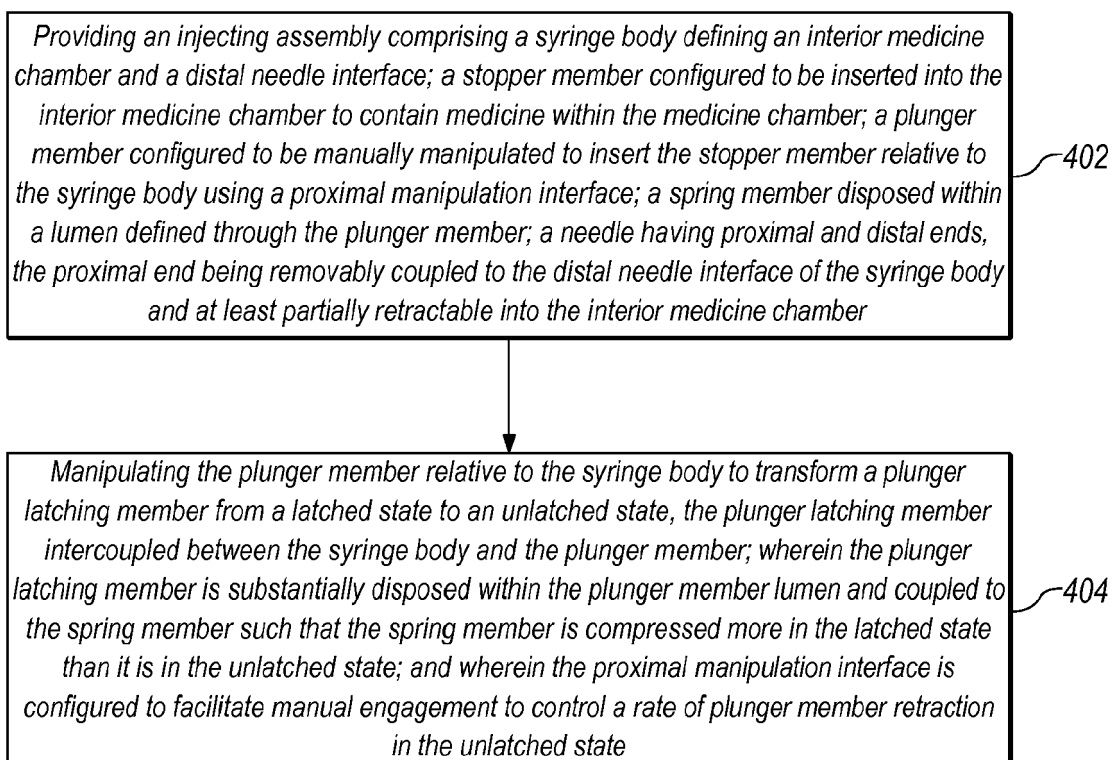 Providing an injecting assembly comprising a syringe body defining an interior medicine
chamber and a distal needle interface; a stopper member configured to be inserted into the
interior medicine chamber to contain medicine within the medicine chamber; a plunger
member configured to be manually manipulated to insert the stopper member relative to
the syringe body using a proximal manipulation interface; a spring member disposed within
a lumen defined through the plunger member; a needle having proximal and distal ends,
the proximal end being removably coupled to the distal needle interface of the syringe body
and at least partially retractable into the interior medicine chamber
402
Manipulating the plunger member relative to the syringe body to transform a plunger
latching member from a latched state to an unlatched state, the plunger latching member
intercoupled between the syringe body and the plunger member; wherein the plunger
latching member is substantially disposed within the plunger member lumen and coupled to
the spring member such that the spring member is compressed more in the latched state
than it is in the unlatched state; and wherein the proximal manipulation interface is
configured to facilitate manual engagement to control a rate of plunger member retraction
in the unlatched state
404